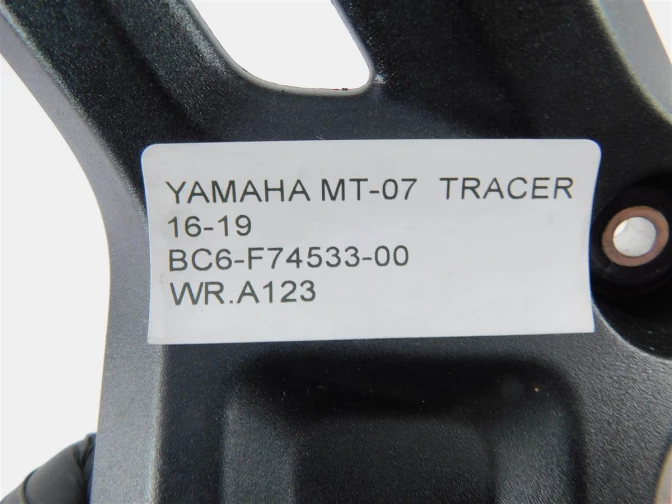 YAMAHA MT-07 TRACER
16-19
BC6-F74533-00
WR.A123